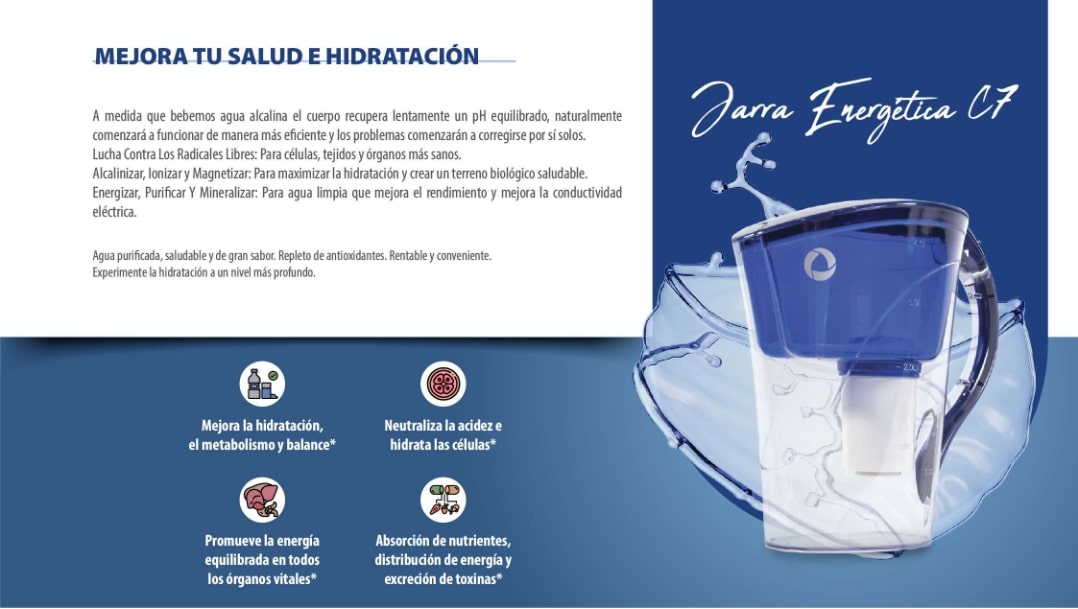 MEJORA TU SALUD E HIDRATACIÓN
A medida que bebemos agua alcalina el cuerpo recupera lentamente un pH equilibrado, naturalmente
comenzará a funcionar de manera más eficiente y los problemas comenzarán a corregirse por sí solos.
Lucha Contra Los Radicales Libres: Para células, tejidos y órganos más sanos.
Alcalinizar, Ionizar y Magnetizar: Para maximizar la hidratación y crear un terreno biológico saludable.
Energizar, Purificar Y Mineralizar: Para agua limpia que mejora el rendimiento y mejora la conductividad
eléctrica.
Agua purificada, saludable y de gran sabor. Repleto de antioxidantes. Rentable y conveniente.
Experimente la hidratación a un nivel más profundo.
Jarra Energética C7
Mejora la hidratación,
el metabolismo y balance*
Neutraliza la acidez e
hidrata las células*
Promueve la energía
equilibrada en todos
los órganos vitales*
Absorción de nutrientes,
distribución de energía y
excreción de toxinas*
2.0L